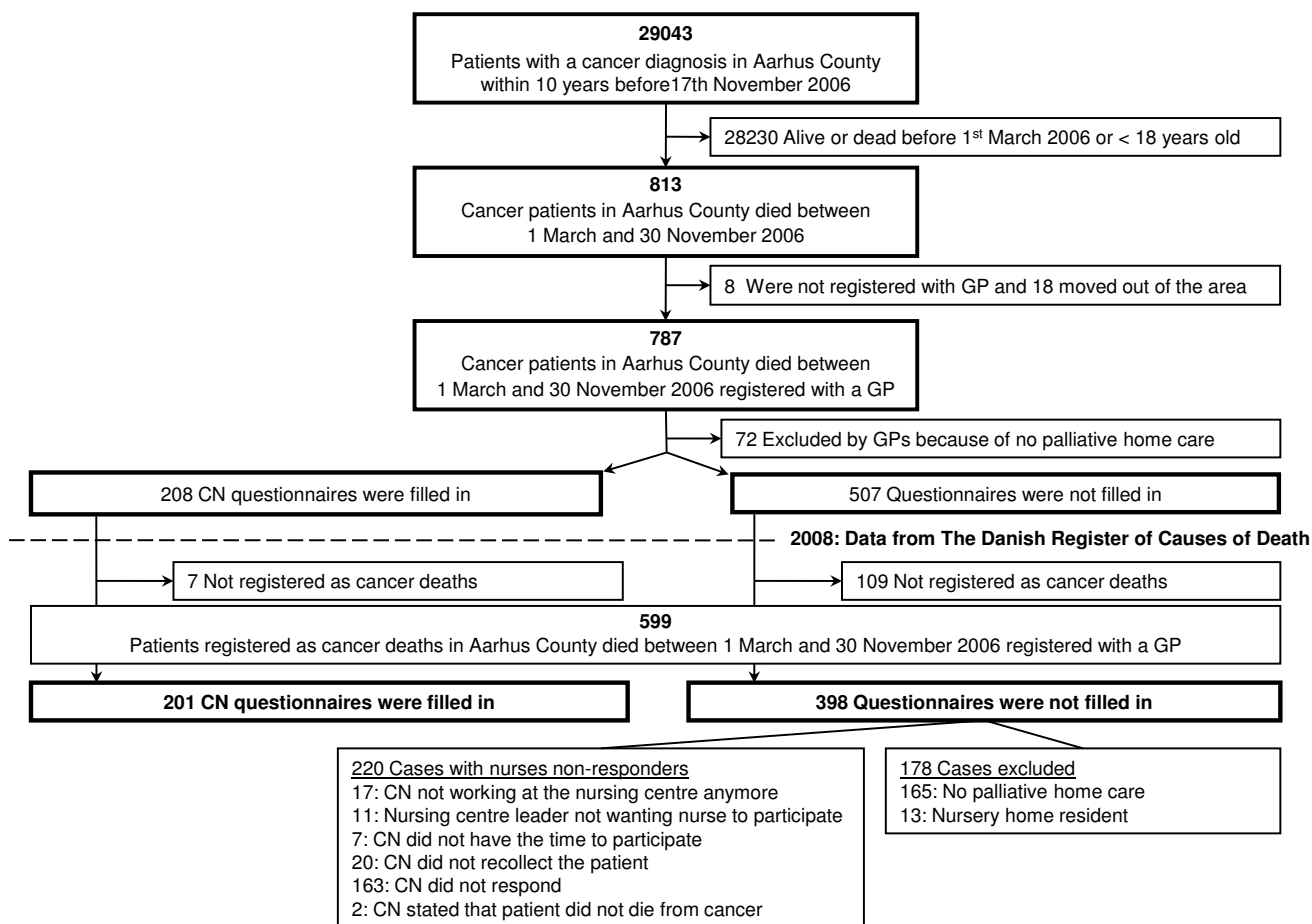 29043
Patients with a cancer diagnosis in Aarhus County
within 10 years before17th November 2006
28230 Alive or dead before 1st March 2006 or < 18 years old
813
Cancer patients in Aarhus County died between
1 March and 30 November 2006
8 Were not registered with GP and 18 moved out of the area
787
Cancer patients in Aarhus County died between
1 March and 30 November 2006 registered with a GP
72 Excluded by GPs because of no palliative home care
208 CN questionnaires were filled in
507 Questionnaires were not filled in
2008: Data from The Danish Register of Causes of Death
7 Not registered as cancer deaths
109 Not registered as cancer deaths
599
Patients registered as cancer deaths in Aarhus County died between 1 March and 30 November 2006 registered with a GP
201 CN questionnaires were filled in
398 Questionnaires were not filled in
220 Cases with nurses non-responders
17: CN not working at the nursing centre anymore
11: Nursing centre leader not wanting nurse to participate
7: CN did not have the time to participate
20: CN did not recollect the patient
163: CN did not respond
2: CN stated that patient did not die from cancer
178 Cases excluded
165: No palliative home care
13: Nursery home resident